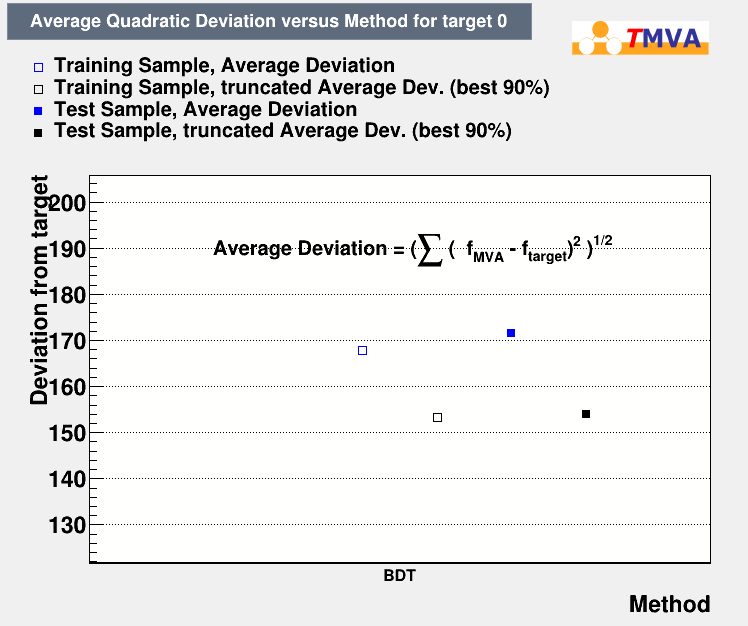 Average Quadratic Deviation versus Method for target 0
TMVA
Training Sample, Average Deviation
Training Sample, truncated Average Dev. (best 90%)
Test Sample, Average Deviation
Test Sample, truncated Average Dev. (best 90%)
Deviation from target
200
190
180
170
160
150
140
130
Average Deviation = (∑ ( f_MVA - f_target)^2 )^1/2
BDT
Method